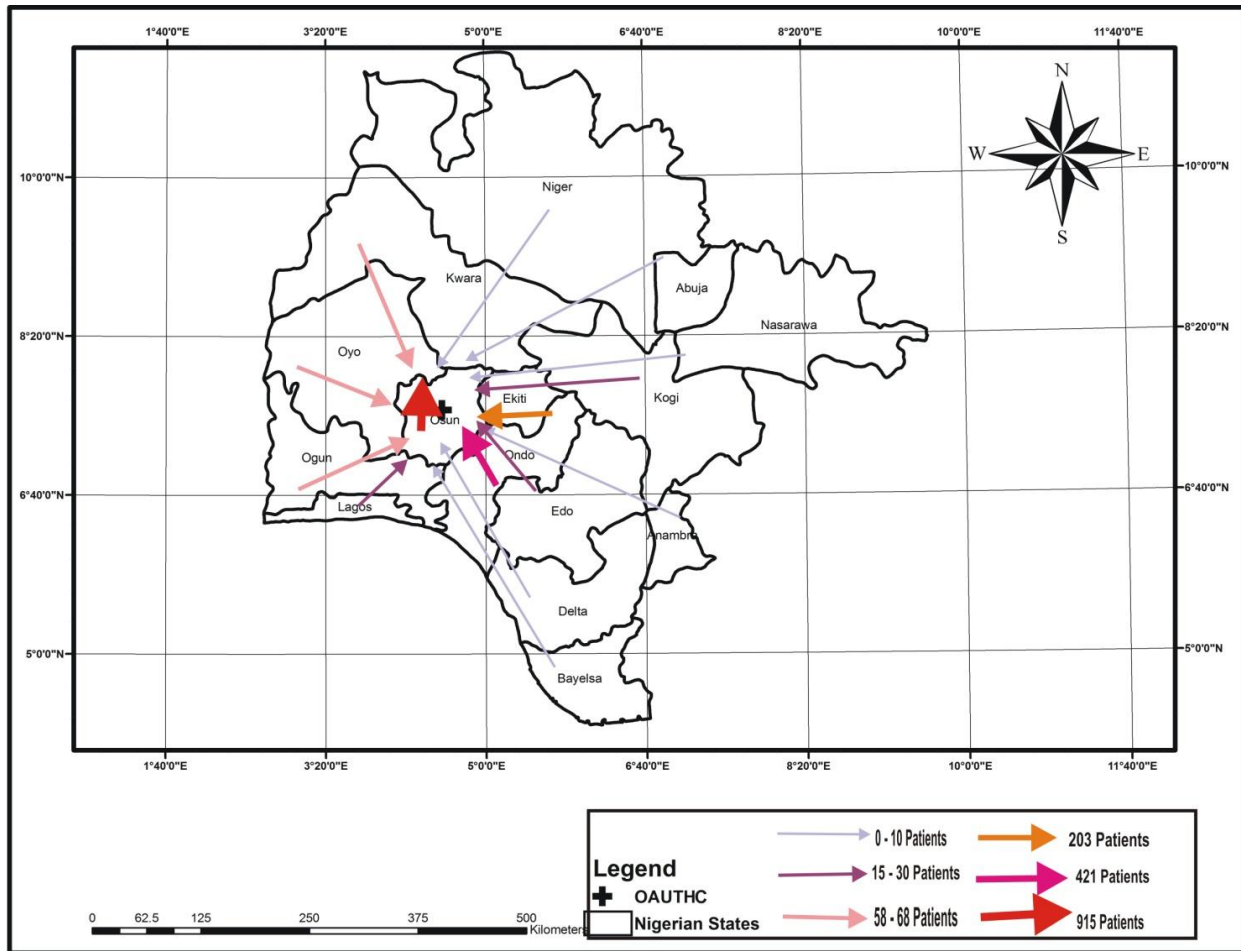 1°40'0"E 3°20'0"E 5°00'0"E 6°40'0"E 8°20'0"E 10°0'0"E 11°40'0"E
N
W E
S
10°0'0"N 10°0'0"N
Niger
Kwara
Abuja
Nasarawa
8°20'0"N 8°20'0"N
Oyo
Ekiti
Kogi
Osun
Ogun
Ondo
6°40'0"N 6°40'0"N
Lagos
Edo
Anambra
Delta
5°0'0"N 5°0'0"N
Bayelsa
1°40'0"E 3°20'0"E 5°00'0"E 6°40'0"E 8°20'0"E 10°0'0"E 11°40'0"E
Legend
OAUTHC
Nigerian States
0 - 10 Patients
15 - 30 Patients
58 - 68 Patients
203 Patients
421 Patients
915 Patients
0 62.5 125 250 375 500
Kilometers